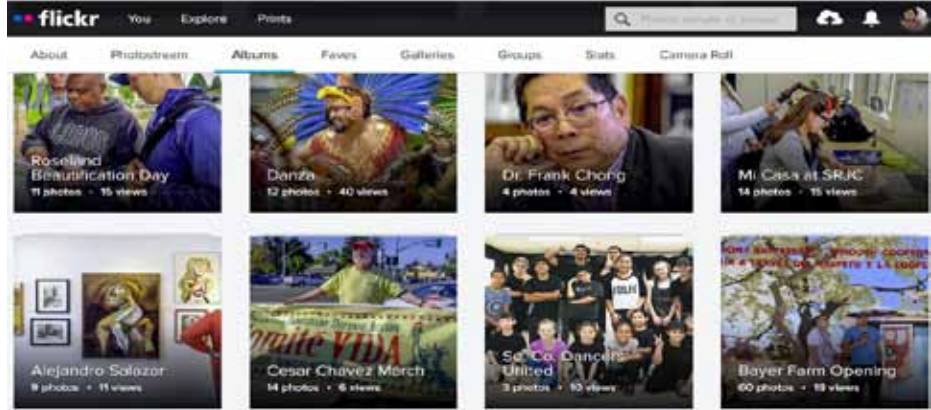 flickr You Explore Prints
About Photostream Albums Faves Galleries Groups Stats Camera Roll
Roseland
Beautification Day
11 photos • 15 views
Danza
12 photos • 40 views
Dr. Frank Chong
4 photos • 4 views
Mi Casa at SRJC
14 photos • 15 views
Alejandro Salazar
9 photos • 11 views
Comité VIDA
Cesar Chavez March
14 photos • 6 views
So. Co. Dancers
United
3 photos • 10 views
Bayer Farm Opening
60 photos • 19 views